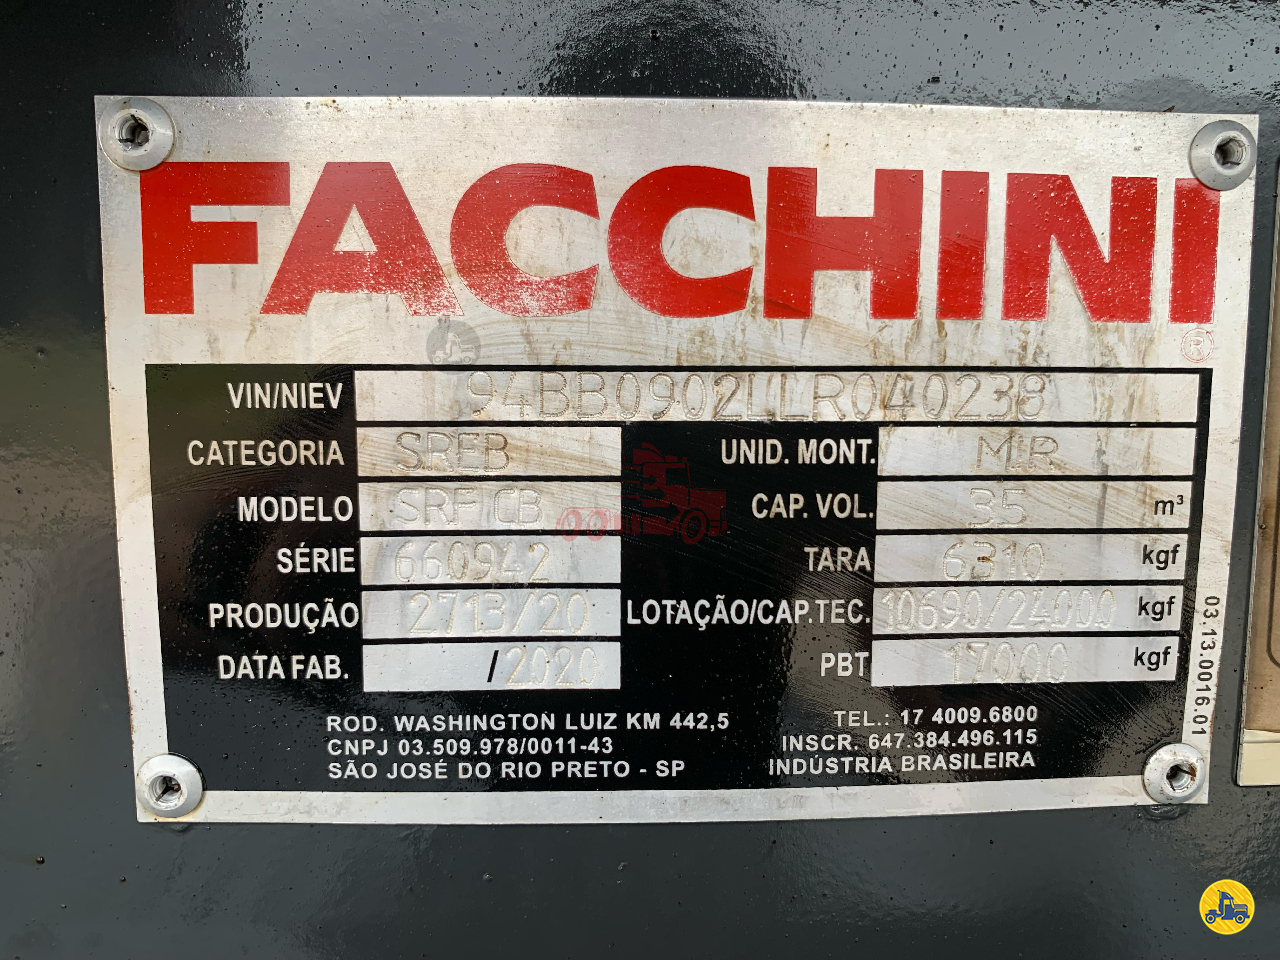 FACCHINI
®
VIN/NIEV 94BB0902LLR040238
CATEGORIA SREB UNID. MONT. MIR
MODELO SRF CB CAP. VOL. 35 m³
SÉRIE 660942 TARA 6310 kgf
PRODUÇÃO 2713/20 LOTAÇÃO/CAP.TEC. 10690/24000 kgf
DATA FAB. /2020 PBT 17000 kgf
03.13.0016.01
ROD. WASHINGTON LUIZ KM 442,5 TEL.: 17 4009.6800
CNPJ 03.509.978/0011-43 INSCR. 647.384.496.115
SÃO JOSÉ DO RIO PRETO - SP INDÚSTRIA BRASILEIRA